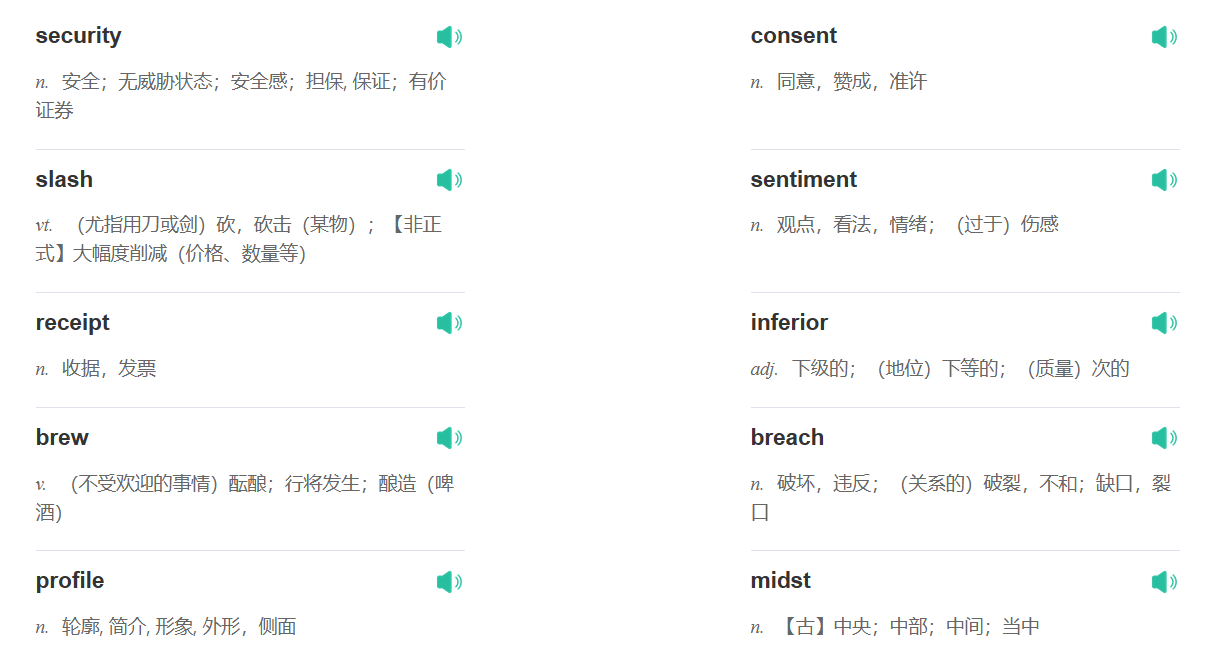 security
n. 安全；无威胁状态；安全感；担保, 保证；有价
证券
consent
n. 同意，赞成，准许
slash
vt. （尤指用刀或剑）砍，砍击（某物）；【非正
式】大幅度削减（价格、数量等）
sentiment
n. 观点，看法，情绪；（过于）伤感
receipt
n. 收据，发票
inferior
adj. 下级的；（地位）下等的；（质量）次的
brew
v. （不受欢迎的事情）酝酿；行将发生；酿造（啤
酒）
breach
n. 破坏，违反；（关系的）破裂，不和；缺口，裂
口
profile
n. 轮廓, 简介, 形象, 外形，侧面
midst
n. 【古】中央；中部；中间；当中